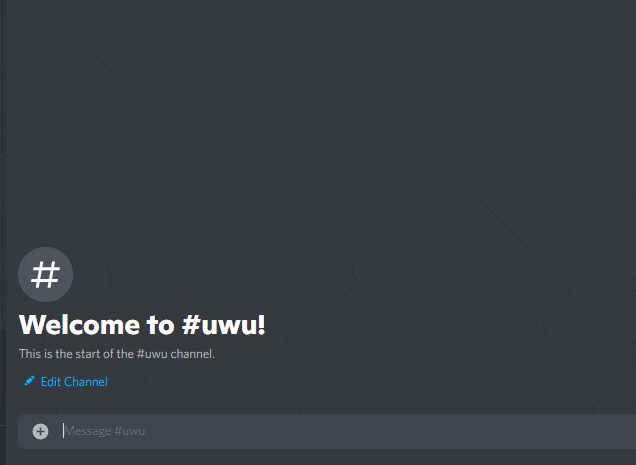 #
Welcome to #uwu!
This is the start of the #uwu channel.
Edit Channel
Message #uwu